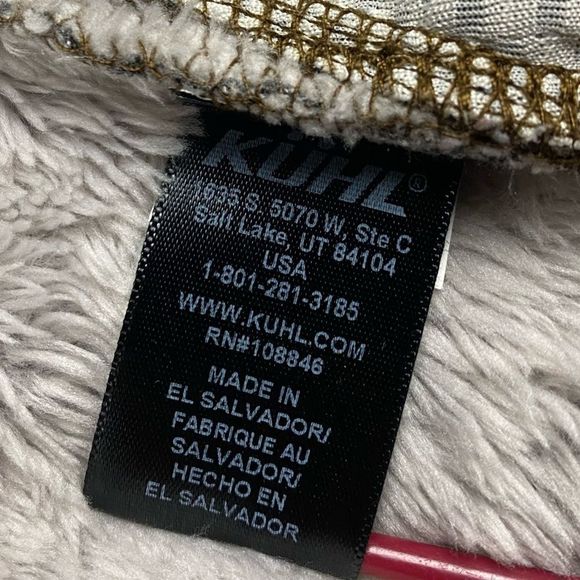 KÜHL®
1835 S. 5070 W, Ste C
Salt Lake, UT 84104
USA
1-801-281-3185
WWW.KUHL.COM
RN#108846
MADE IN
EL SALVADOR/
FABRIQUE AU
SALVADOR/
HECHO EN
EL SALVADOR